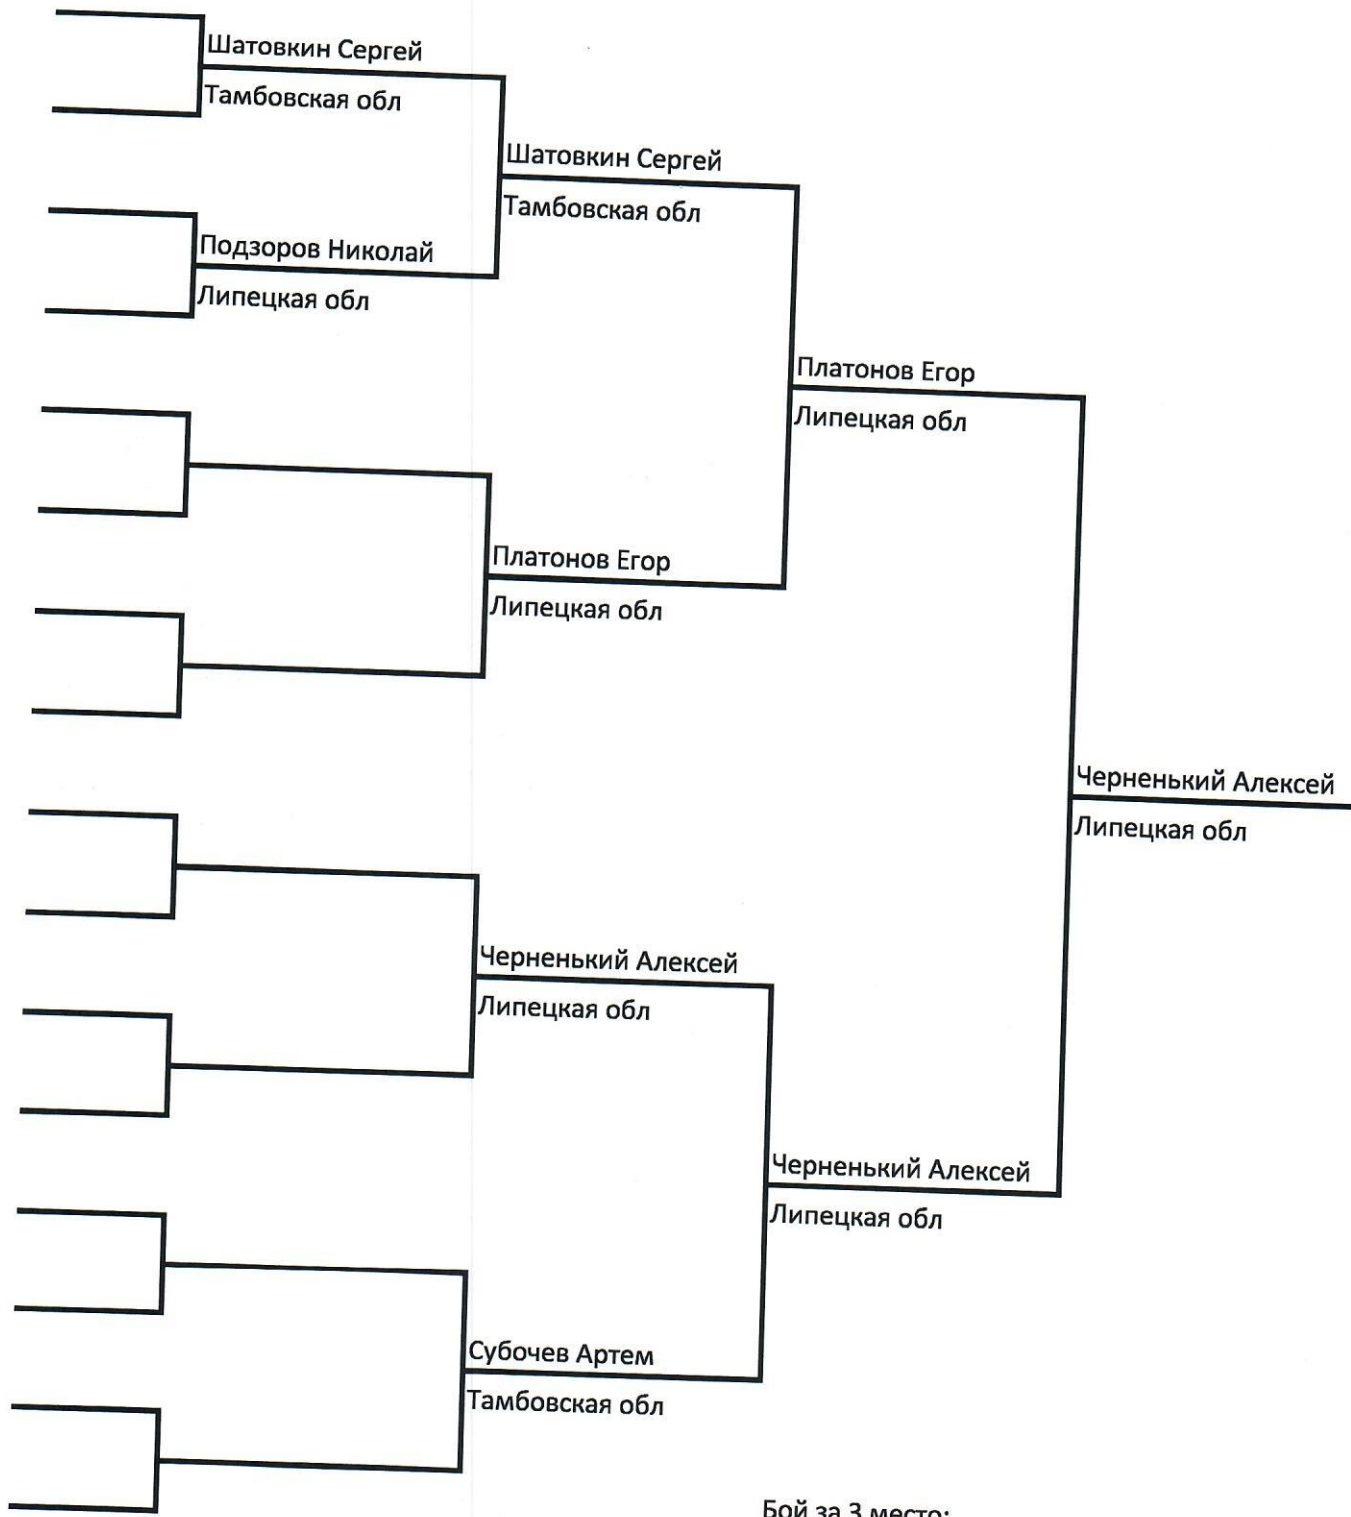 Шатовкин Сергей
Тамбовская обл
Шатовкин Сергей
Тамбовская обл
Подзоров Николай
Липецкая обл
Платонов Егор
Липецкая обл
Платонов Егор
Липецкая обл
Черненький Алексей
Липецкая обл
Черненький Алексей
Липецкая обл
Черненький Алексей
Липецкая обл
Субочев Артем
Тамбовская обл
Бой за 3 место: